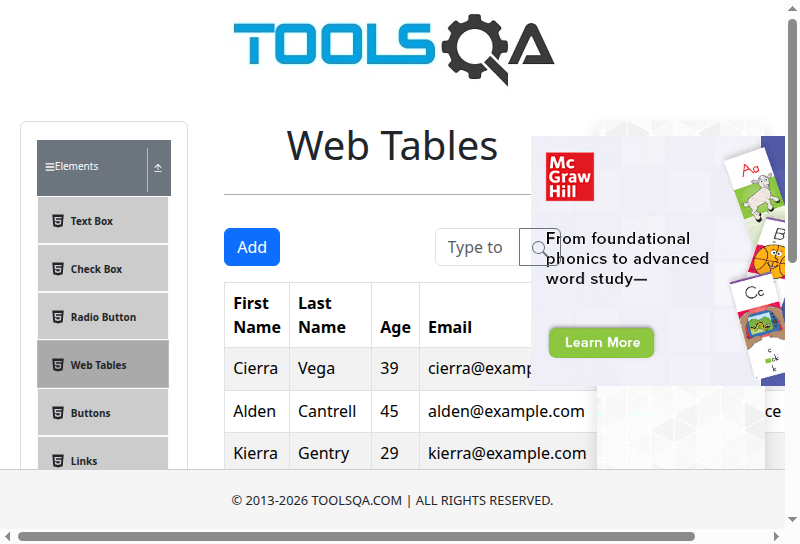 TOOLSQA
Elements
Text Box
Check Box
Radio Button
Web Tables
Buttons
Links
Web Tables
Add
Type to
First Name
Last Name
Age
Email
Cierra
Vega
39
cierra@examp
Alden
Cantrell
45
alden@example.com
ce
Kierra
Gentry
29
kierra@example.com
Mc
Graw
Hill
From foundational
phonics to advanced
word study—
Learn More
Aa
B
Cc
© 2013-2026 TOOLSQA.COM | ALL RIGHTS RESERVED.